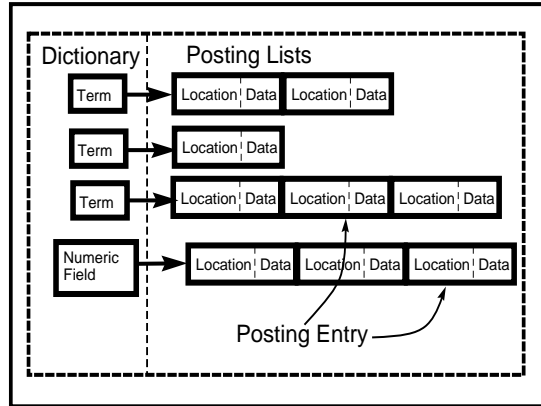 Dictionary Posting Lists
Term Location Data Location Data
Term Location Data
Term Location Data Location Data Location Data
Numeric
Field Location Data Location Data Location Data
Posting Entry